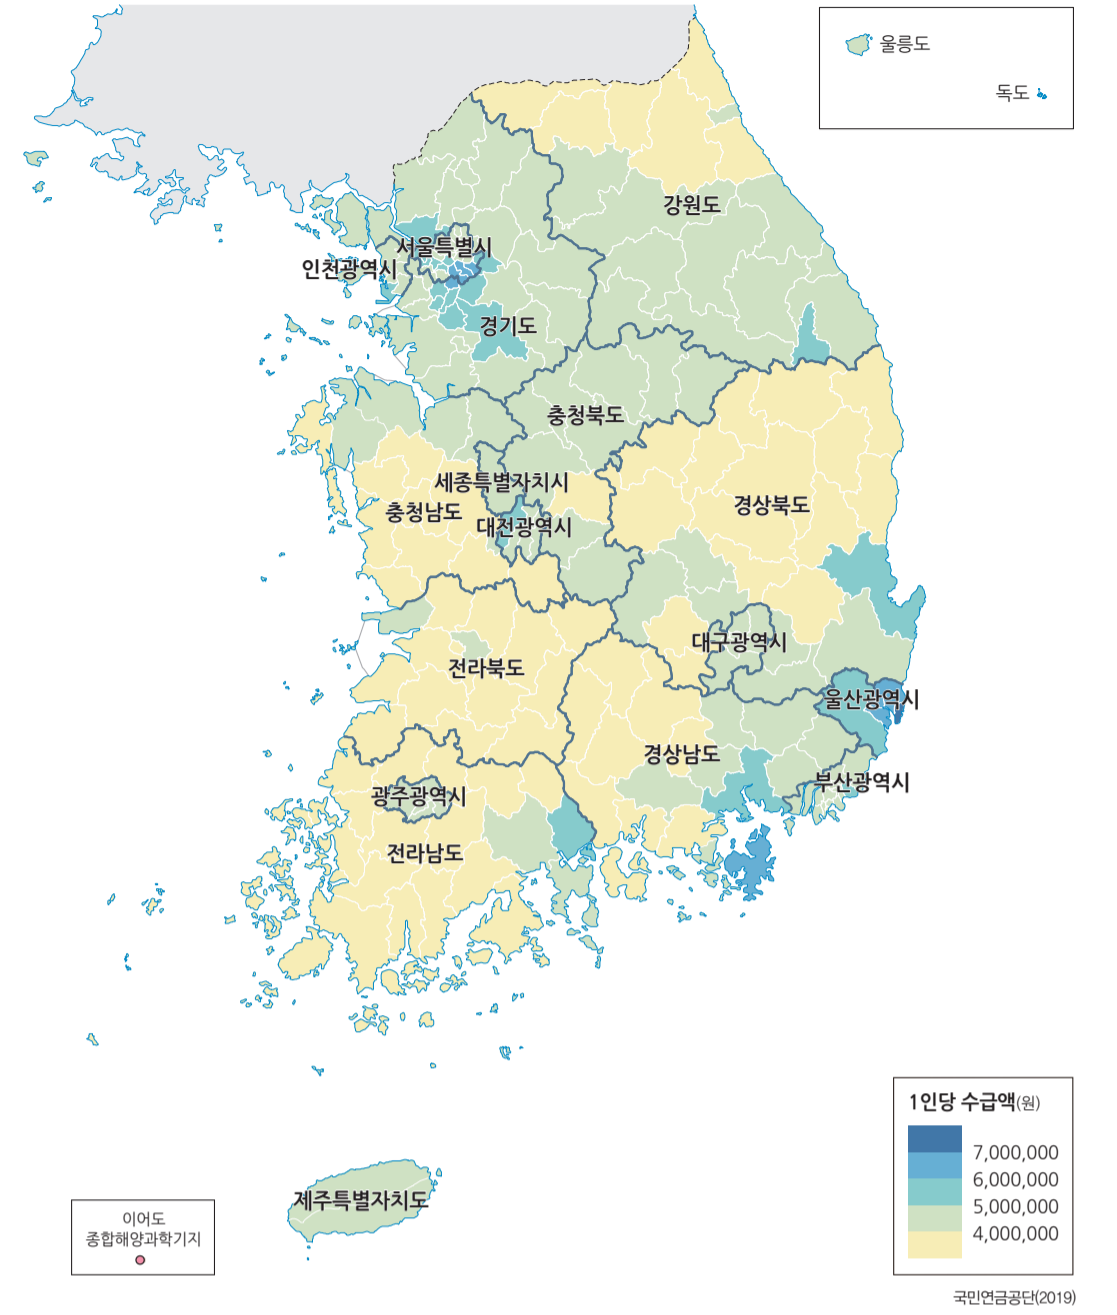 울릉도
독도
강원도
서울특별시
인천광역시
경기도
충청북도
세종특별자치시
충청남도
대전광역시
경상북도
대구광역시
전라북도
울산광역시
경상남도
부산광역시
광주광역시
전라남도
제주특별자치도
이어도
종합해양과학기지
1인당 수급액(원)
7,000,000
6,000,000
5,000,000
4,000,000
국민연금공단(2019)